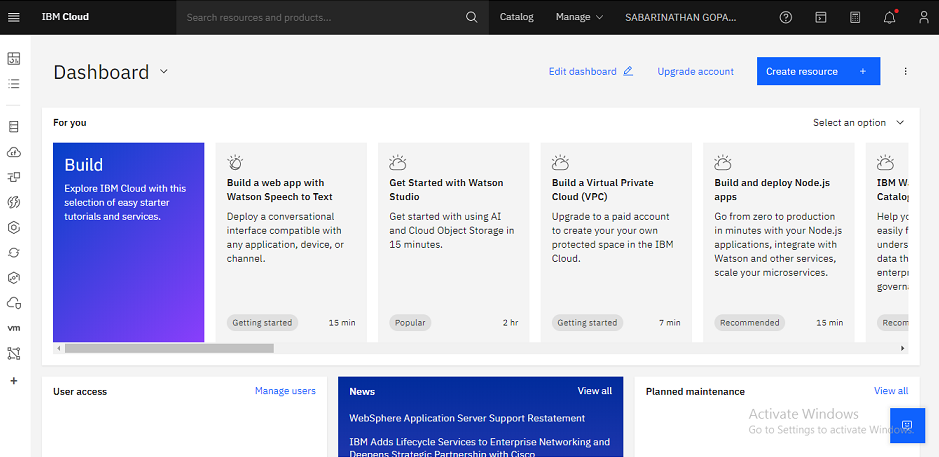 IBM Cloud
Search resources and products...
Catalog
Manage
SABARINATHAN GOPA...
Dashboard
Edit dashboard
Upgrade account
Create resource +
For you
Select an option
Build
Explore IBM Cloud with this
selection of easy starter
tutorials and services.
Build a web app with
Watson Speech to Text
Deploy a conversational
interface compatible with
any application, device, or
channel.
Getting started
15 min
Get Started with Watson
Studio
Get started with using AI
and Cloud Object Storage in
15 minutes.
Popular
2 hr
Build a Virtual Private
Cloud (VPC)
Upgrade to a paid account
to create your your own
protected space in the IBM
Cloud.
Getting started
7 min
Build and deploy Node.js
apps
Go from zero to production
in minutes with your Node.js
applications, integrate with
Watson and other services,
scale your microservices.
Recommended
15 min
IBM W
Catalog
Help yo
easily f
unders
data th
enterpr
governa
Recom
vm
User access
Manage users
News
View all
WebSphere Application Server Support Restatement
IBM Adds Lifecycle Services to Enterprise Networking and
Deepens Strategic Partnership with Cisco
Planned maintenance
View all
Activate Windows
Go to Settings to activate Windows.